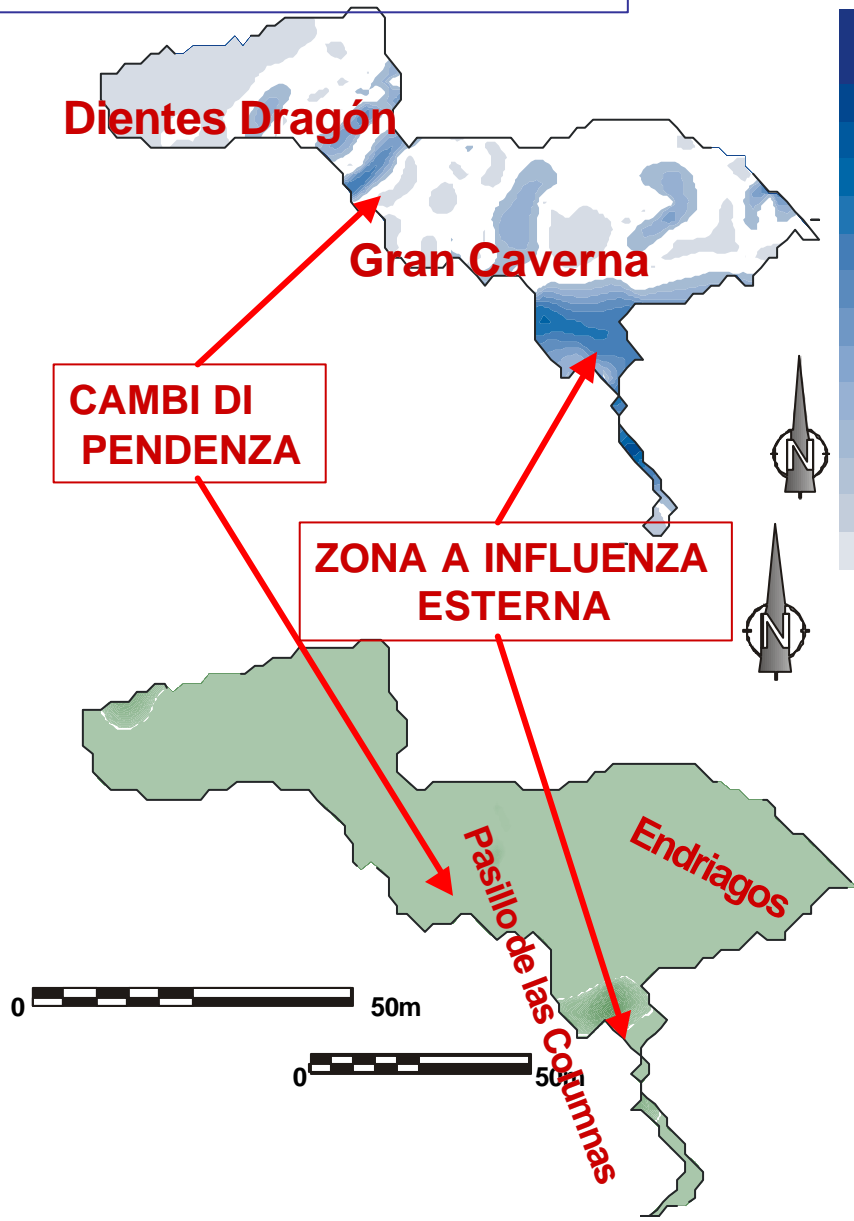 Dientes Dragón
Gran Caverna
CAMBI DI
PENDENZA
N
ZONA A INFLUENZA
ESTERNA
N
Endriagos
Pasillo de las Columnas
0 50m
0 50m